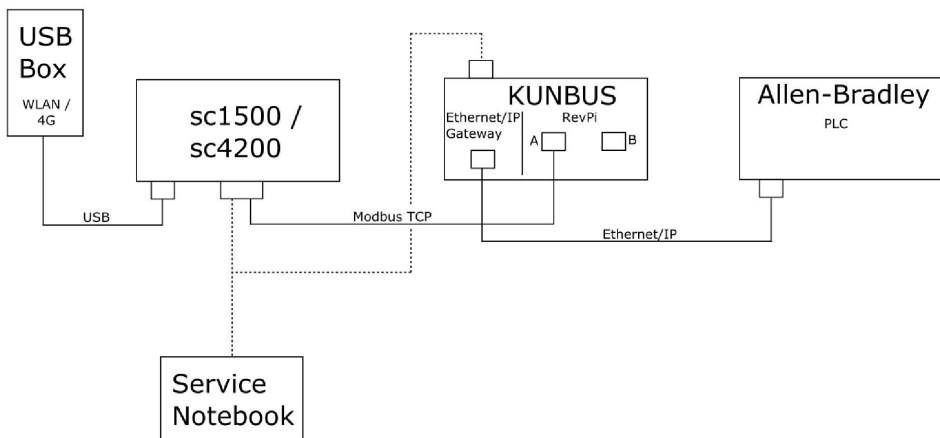 USB
Box
WLAN /
4G
sc1500 /
sc4200
KUNBUS
Ethernet/IP
Gateway
RevPi
A
B
Allen-Bradley
PLC
USB
Modbus TCP
Ethernet/IP
Service
Notebook